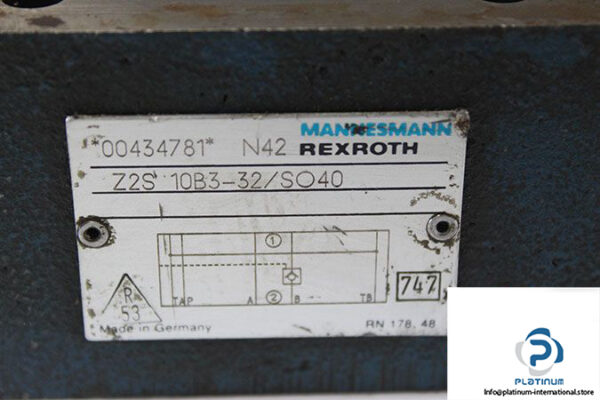 MANNESMANN
*00434781* N42 REXROTH
Z2S 10B3-32/SO40
1
TAP A 2 B TB
R
53
747
Made in Germany RN 178. 48
PLATINUM
Info@platinum-international.store